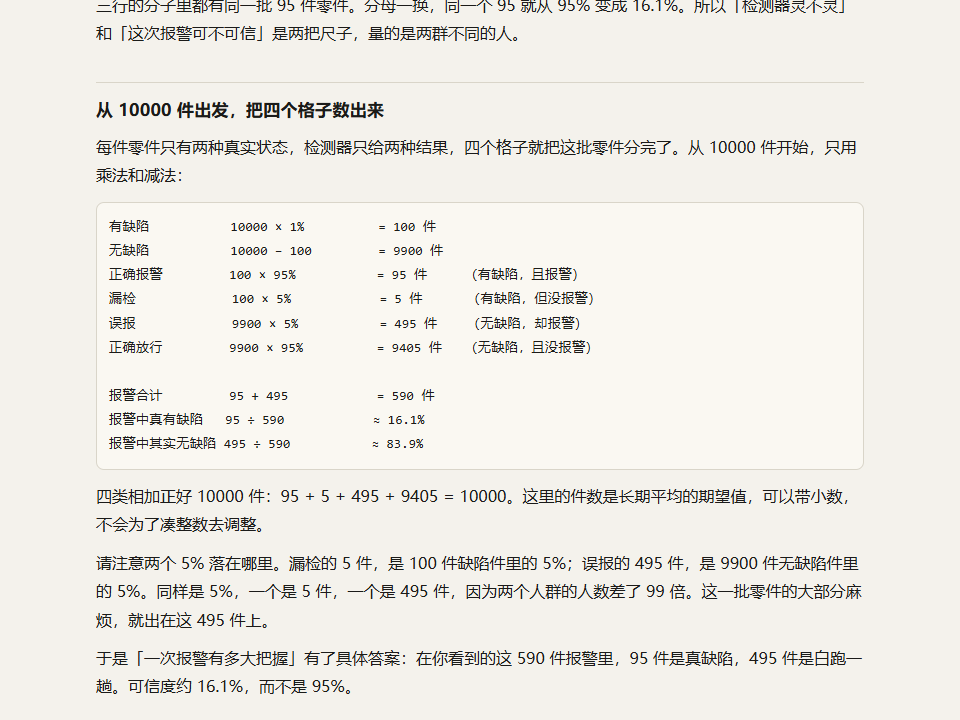 三行的分子里都有同一批 95 件零件。分母一换，同一个 95 就从 95% 变成 16.1%。所以「检测器灵不灵」
和「这次报警可不可信」是两把尺子，量的是两群不同的人。
从 10000 件出发，把四个格子数出来
每件零件只有两种真实状态，检测器只给两种结果，四个格子就把这批零件分完了。从 10000 件开始，只用
乘法和减法：
有缺陷 10000 × 1% = 100 件
无缺陷 10000 − 100 = 9900 件
正确报警 100 × 95% = 95 件 （有缺陷，且报警）
漏检 100 × 5% = 5 件 （有缺陷，但没报警）
误报 9900 × 5% = 495 件 （无缺陷，却报警）
正确放行 9900 × 95% = 9405 件 （无缺陷，且没报警）
报警合计 95 + 495 = 590 件
报警中真有缺陷 95 ÷ 590 ≈ 16.1%
报警中其实无缺陷 495 ÷ 590 ≈ 83.9%
四类相加正好 10000 件：95 + 5 + 495 + 9405 = 10000。这里的件数是长期平均的期望值，可以带小数，
不会为了凑整数去调整。
请注意两个 5% 落在哪里。漏检的 5 件，是 100 件缺陷件里的 5%；误报的 495 件，是 9900 件无缺陷件里
的 5%。同样是 5%，一个是 5 件，一个是 495 件，因为两个人群的人数差了 99 倍。这一批零件的大部分麻
烦，就出在这 495 件上。
于是「一次报警有多大把握」有了具体答案：在你看到的这 590 件报警里，95 件是真缺陷，495 件是白跑一
趟。可信度约 16.1%，而不是 95%。